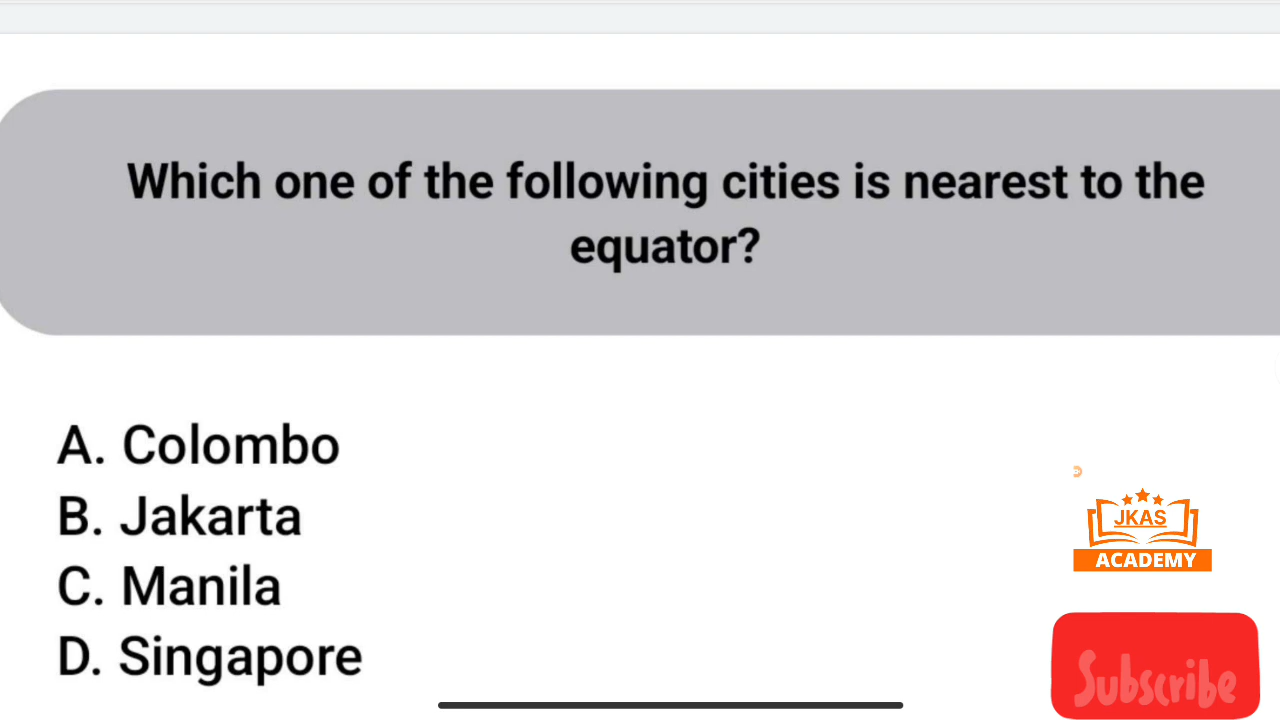 Which one of the following cities is nearest to the
equator?
A. Colombo
B. Jakarta
C. Manila
D. Singapore
JKAS
ACADEMY
Subscribe